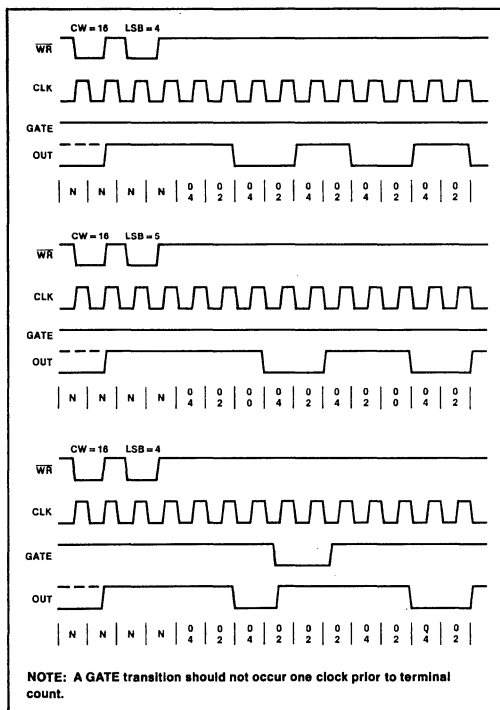 CW = 16 LSB = 4
WR
CLK
GATE
OUT
N N N N 0 0 0 0 0 0 0 0 0 0
4 2 4 2 4 2 4 2 4 2
CW = 16 LSB = 5
WR
CLK
GATE
OUT
N N N N 0 0 0 0 0 0 0 0 0 0
4 2 0 4 2 4 2 0 4 2
CW = 16 LSB = 4
WR
CLK
GATE
OUT
N N N N 0 0 0 0 0 0 0 0 0 0
4 2 4 2 2 2 4 2 4 2
NOTE: A GATE transition should not occur one clock prior to terminal
count.